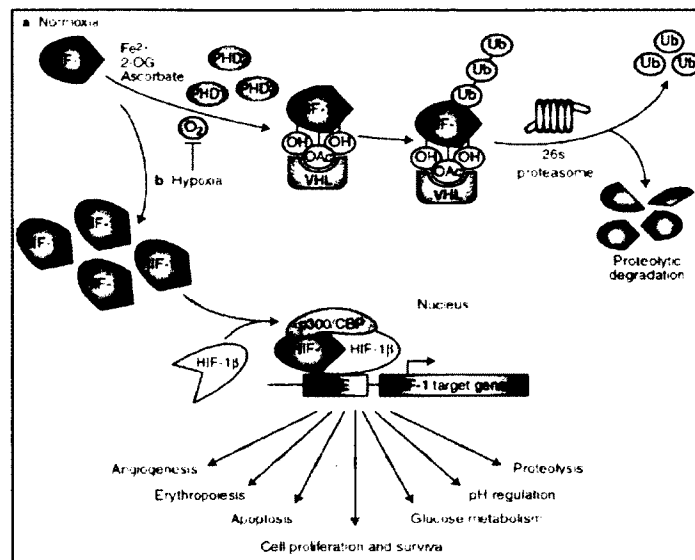 a Normoxia
Fe2+
2-OG
Ascorbate
PHD
PHD
PHD
O2
b Hypoxia
OH
OAc
OH
VHL
Ub
Ub
Ub
OH
OAc
OH
VHL
26s
proteasome
Ub
Ub
Ub
Proteolytic
degradation
Nucleus
p300/CBP
HIF-1β
HIF-1β
F-1 target gene
Angiogenesis
Erythropoiesis
Apoptosis
Cell proliferation and surviva
Glucose metabolism
pH regulation
Proteolysis